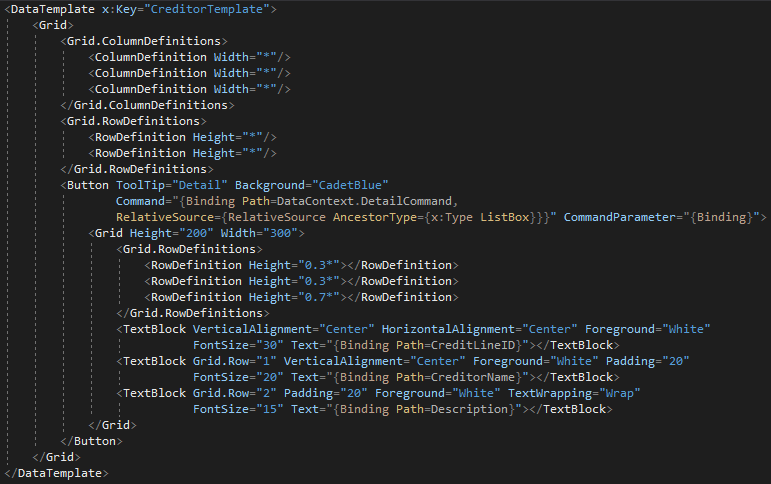 <DataTemplate x:Key="CreditorTemplate">
<Grid>
<Grid.ColumnDefinitions>
<ColumnDefinition Width="*"/>
<ColumnDefinition Width="*"/>
<ColumnDefinition Width="*"/>
</Grid.ColumnDefinitions>
<Grid.RowDefinitions>
<RowDefinition Height="*"/>
<RowDefinition Height="*"/>
</Grid.RowDefinitions>
<Button ToolTip="Detail" Background="CadetBlue"
Command="{Binding Path=DataContext.DetailCommand,
RelativeSource={RelativeSource AncestorType={x:Type ListBox}}}" CommandParameter="{Binding}">
<Grid Height="200" Width="300">
<Grid.RowDefinitions>
<RowDefinition Height="0.3*"></RowDefinition>
<RowDefinition Height="0.3*"></RowDefinition>
<RowDefinition Height="0.7*"></RowDefinition>
</Grid.RowDefinitions>
<TextBlock VerticalAlignment="Center" HorizontalAlignment="Center" Foreground="White"
FontSize="30" Text="{Binding Path=CreditLineID}"></TextBlock>
<TextBlock Grid.Row="1" VerticalAlignment="Center" Foreground="White" Padding="20"
FontSize="20" Text="{Binding Path=CreditorName}"></TextBlock>
<TextBlock Grid.Row="2" Padding="20" Foreground="White" TextWrapping="Wrap"
FontSize="15" Text="{Binding Path=Description}"></TextBlock>
</Grid>
</Button>
</Grid>
</DataTemplate>